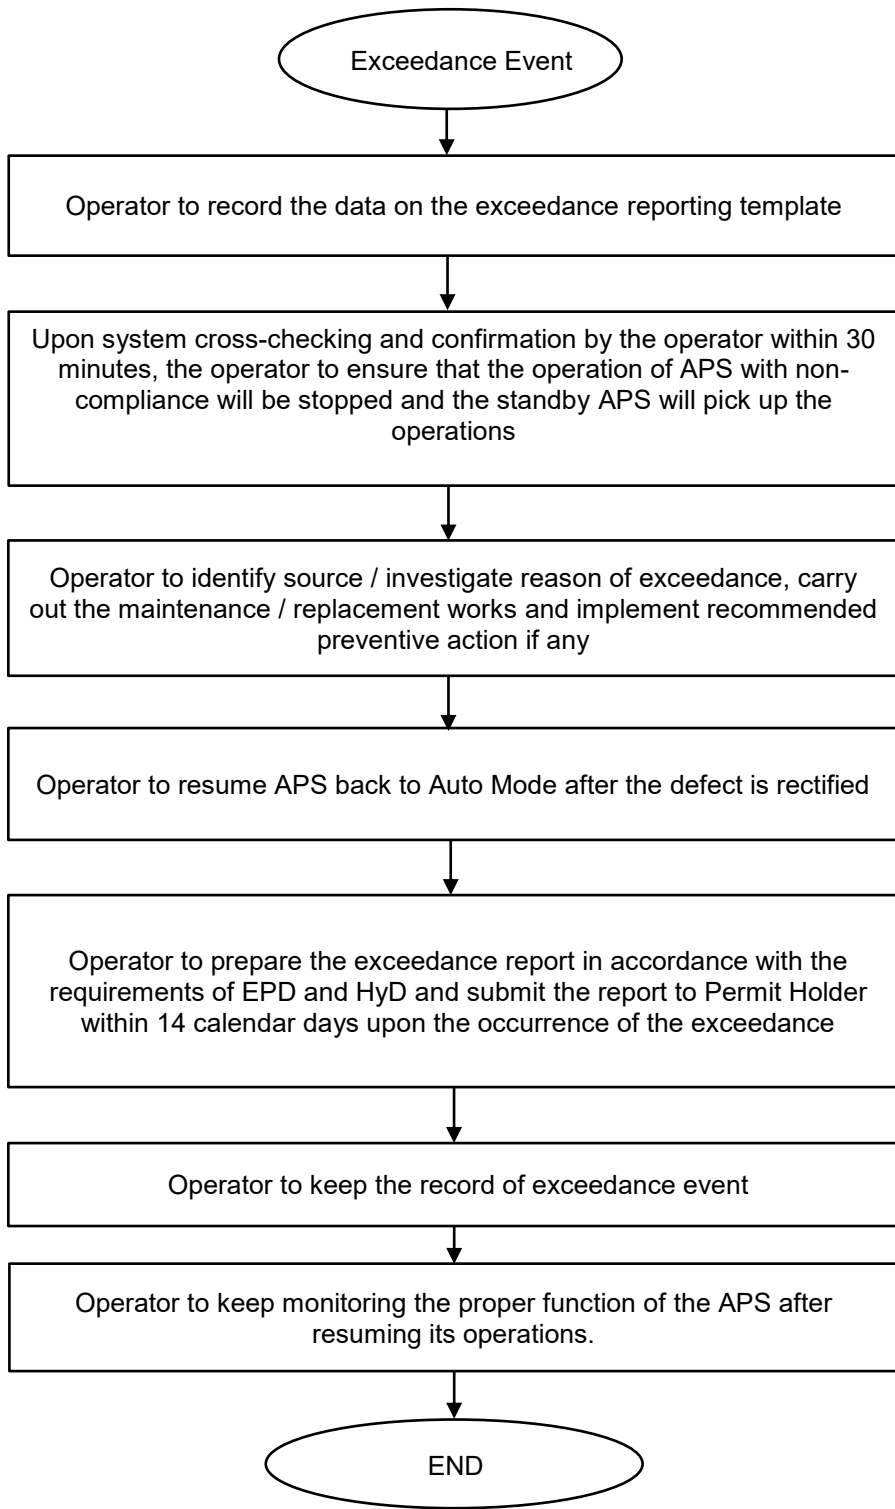 Exceedance Event
Operator to record the data on the exceedance reporting template
Upon system cross-checking and confirmation by the operator within 30
minutes, the operator to ensure that the operation of APS with non-
compliance will be stopped and the standby APS will pick up the
operations
Operator to identify source / investigate reason of exceedance, carry
out the maintenance / replacement works and implement recommended
preventive action if any
Operator to resume APS back to Auto Mode after the defect is rectified
Operator to prepare the exceedance report in accordance with the
requirements of EPD and HyD and submit the report to Permit Holder
within 14 calendar days upon the occurrence of the exceedance
Operator to keep the record of exceedance event
Operator to keep monitoring the proper function of the APS after
resuming its operations.
END